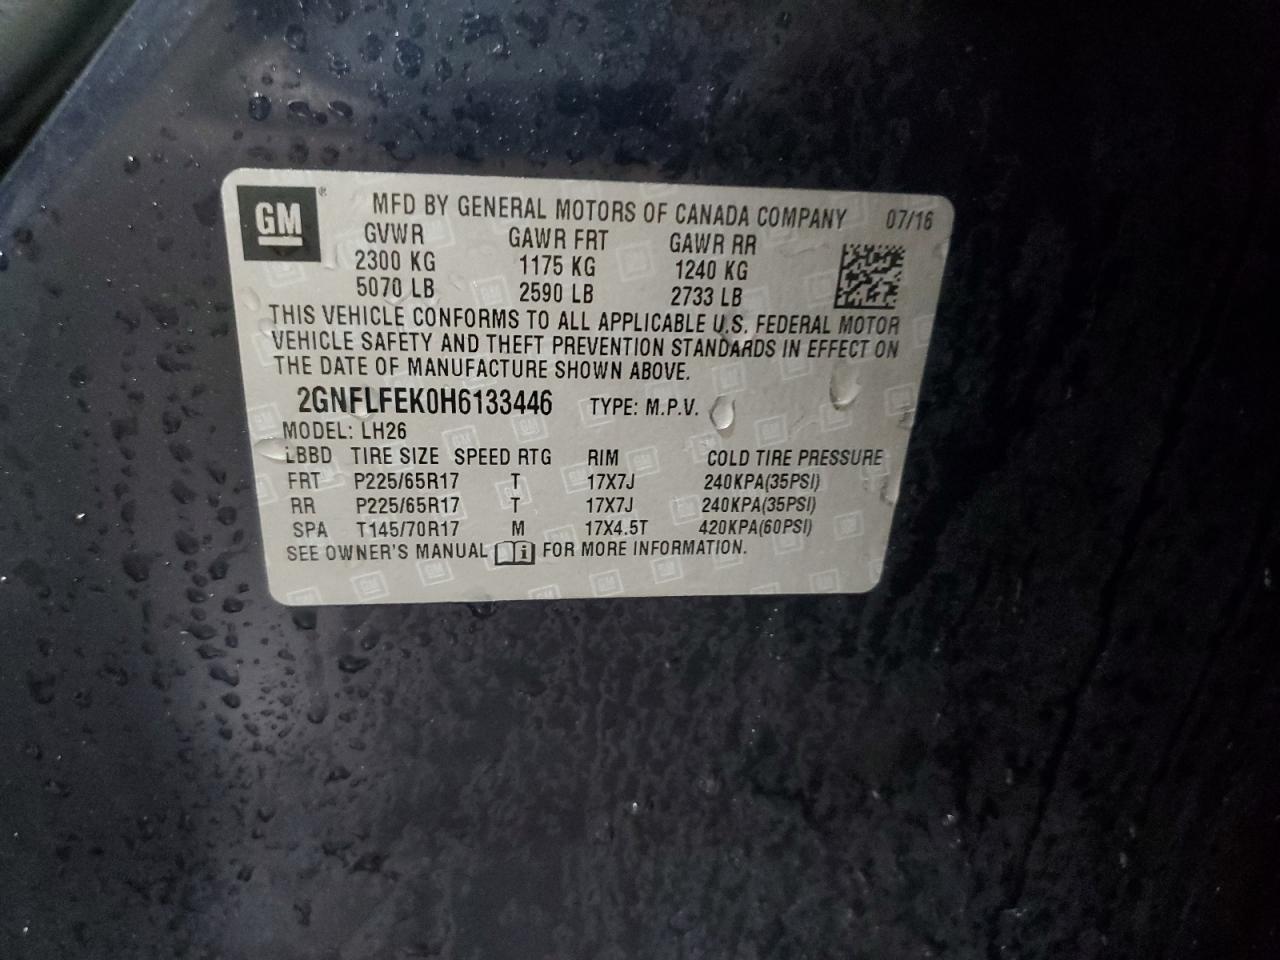 GM ® MFD BY GENERAL MOTORS OF CANADA COMPANY 07/16
GVWR GAWR FRT GAWR RR
2300 KG 1175 KG 1240 KG
5070 LB 2590 LB 2733 LB
THIS VEHICLE CONFORMS TO ALL APPLICABLE U.S. FEDERAL MOTOR
VEHICLE SAFETY AND THEFT PREVENTION STANDARDS IN EFFECT ON
THE DATE OF MANUFACTURE SHOWN ABOVE.
2GNFLFEK0H6133446 TYPE: M.P.V.
MODEL: LH26
LBBD TIRE SIZE SPEED RTG RIM COLD TIRE PRESSURE
FRT P225/65R17 T 17X7J 240KPA(35PSI)
RR P225/65R17 T 17X7J 240KPA(35PSI)
SPA T145/70R17 M 17X4.5T 420KPA(60PSI)
SEE OWNER'S MANUAL i FOR MORE INFORMATION.